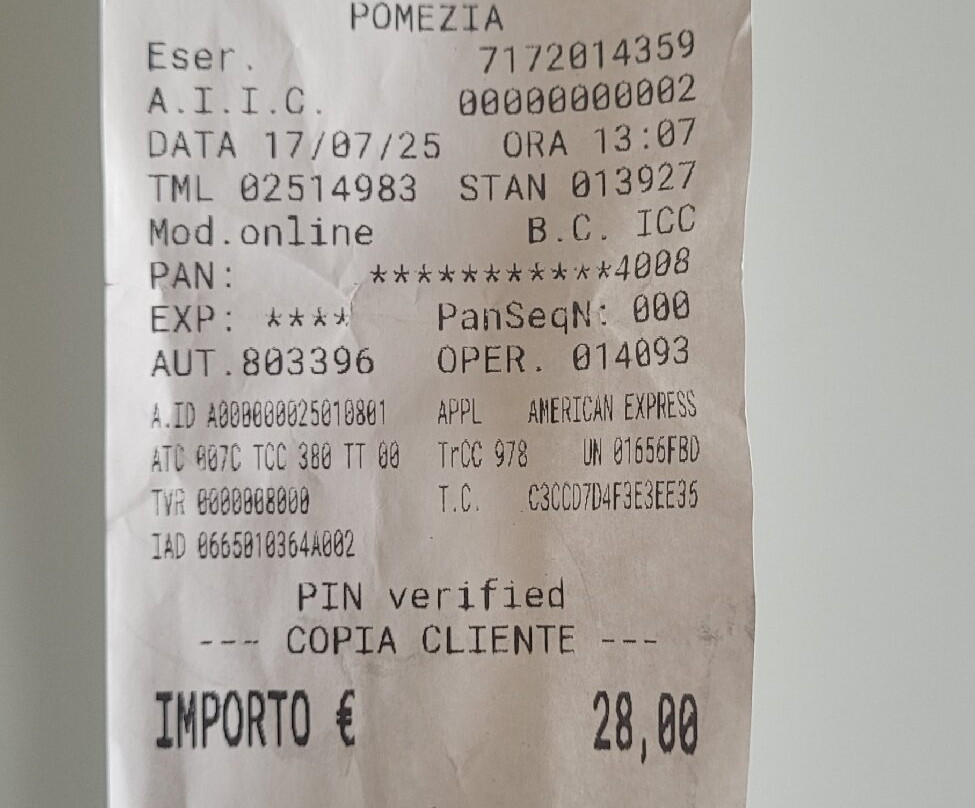 POMEZIA
Eser. 7172014359
A.I.I.C. 00000000002
DATA 17/07/25 ORA 13:07
TML 02514983 STAN 013927
Mod.online B.C. ICC
PAN: ***********4008
EXP: **** PanSeqN: 000
AUT.803396 OPER. 014093
A.ID A000000025010801 APPL AMERICAN EXPRESS
ATC 007C TCC 380 TT 00 TrCC 978 UN 01656FBD
TVR 0000008000 T.C. C3CCD7D4F3E3EE35
IAD 0665010364A002
PIN verified
--- COPIA CLIENTE ---
IMPORTO € 28,00